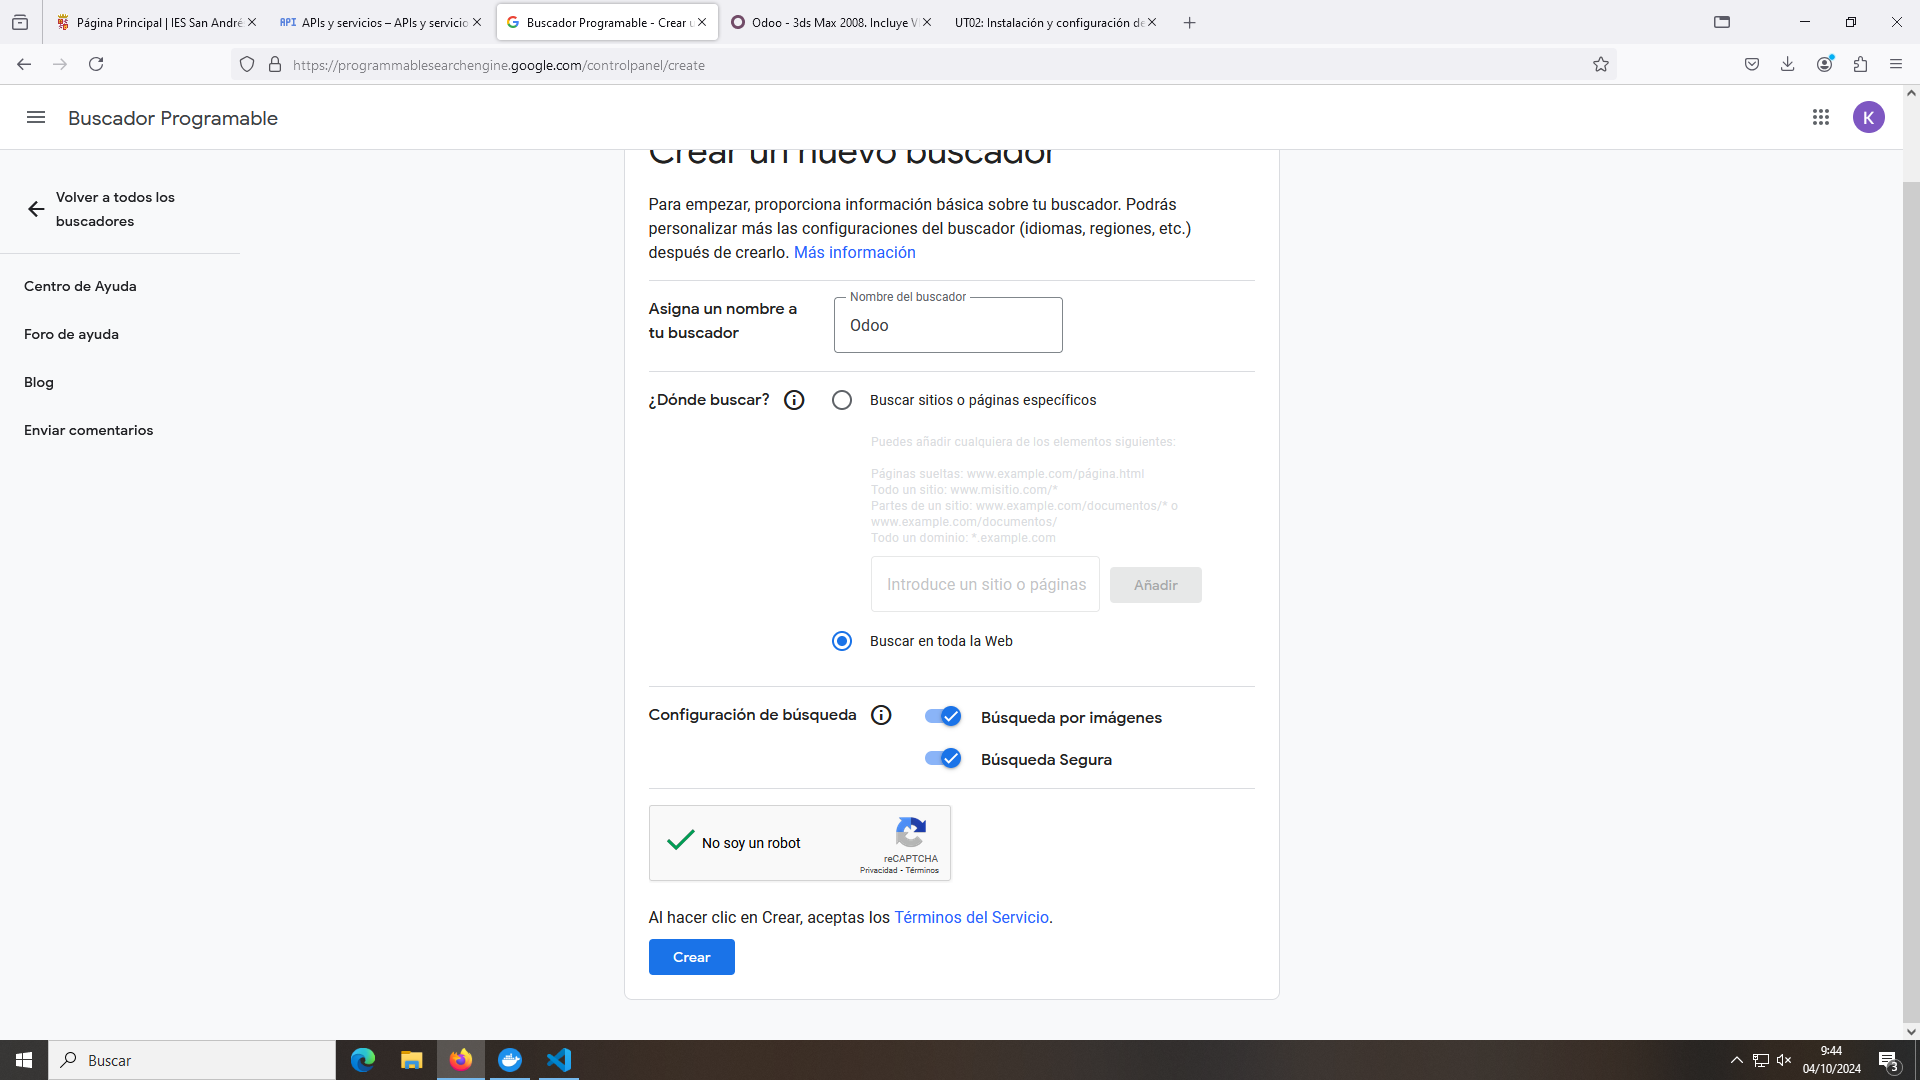 Página Principal | IES San André
APIs y servicios – APIs y servicio
Buscador Programable - Crear u
Odoo - 3ds Max 2008. Incluye V
UT02: Instalación y configuración de
https://programmablesearchengine.google.com/controlpanel/create
Buscador Programable
K
Volver a todos los
buscadores
Centro de Ayuda
Foro de ayuda
Blog
Enviar comentarios
Crear un nuevo buscador
Para empezar, proporciona información básica sobre tu buscador. Podrás
personalizar más las configuraciones del buscador (idiomas, regiones, etc.)
después de crearlo. Más información
Asigna un nombre a
tu buscador
Nombre del buscador
Odoo
¿Dónde buscar?
Buscar sitios o páginas específicos
Puedes añadir cualquiera de los elementos siguientes:
Páginas sueltas: www.example.com/página.html
Todo un sitio: www.misitio.com/*
Partes de un sitio: www.example.com/documentos/* o
www.example.com/documentos/
Todo un dominio: *.example.com
Introduce un sitio o páginas
Añadir
Buscar en toda la Web
Configuración de búsqueda
Búsqueda por imágenes
Búsqueda Segura
No soy un robot
reCAPTCHA
Privacidad - Términos
Al hacer clic en Crear, aceptas los Términos del Servicio.
Crear
Buscar
9:44
04/10/2024
3